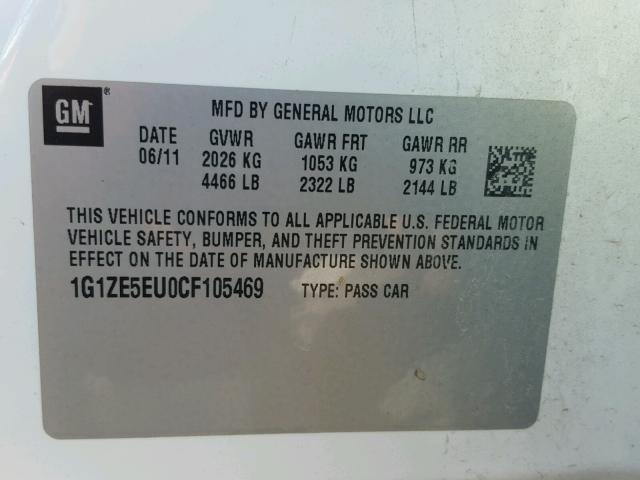 GM ®
MFD BY GENERAL MOTORS LLC
DATE GVWR GAWR FRT GAWR RR
06/11 2026 KG 1053 KG 973 KG
4466 LB 2322 LB 2144 LB
THIS VEHICLE CONFORMS TO ALL APPLICABLE U.S. FEDERAL MOTOR
VEHICLE SAFETY, BUMPER, AND THEFT PREVENTION STANDARDS IN
EFFECT ON THE DATE OF MANUFACTURE SHOWN ABOVE.
1G1ZE5EU0CF105469 TYPE: PASS CAR